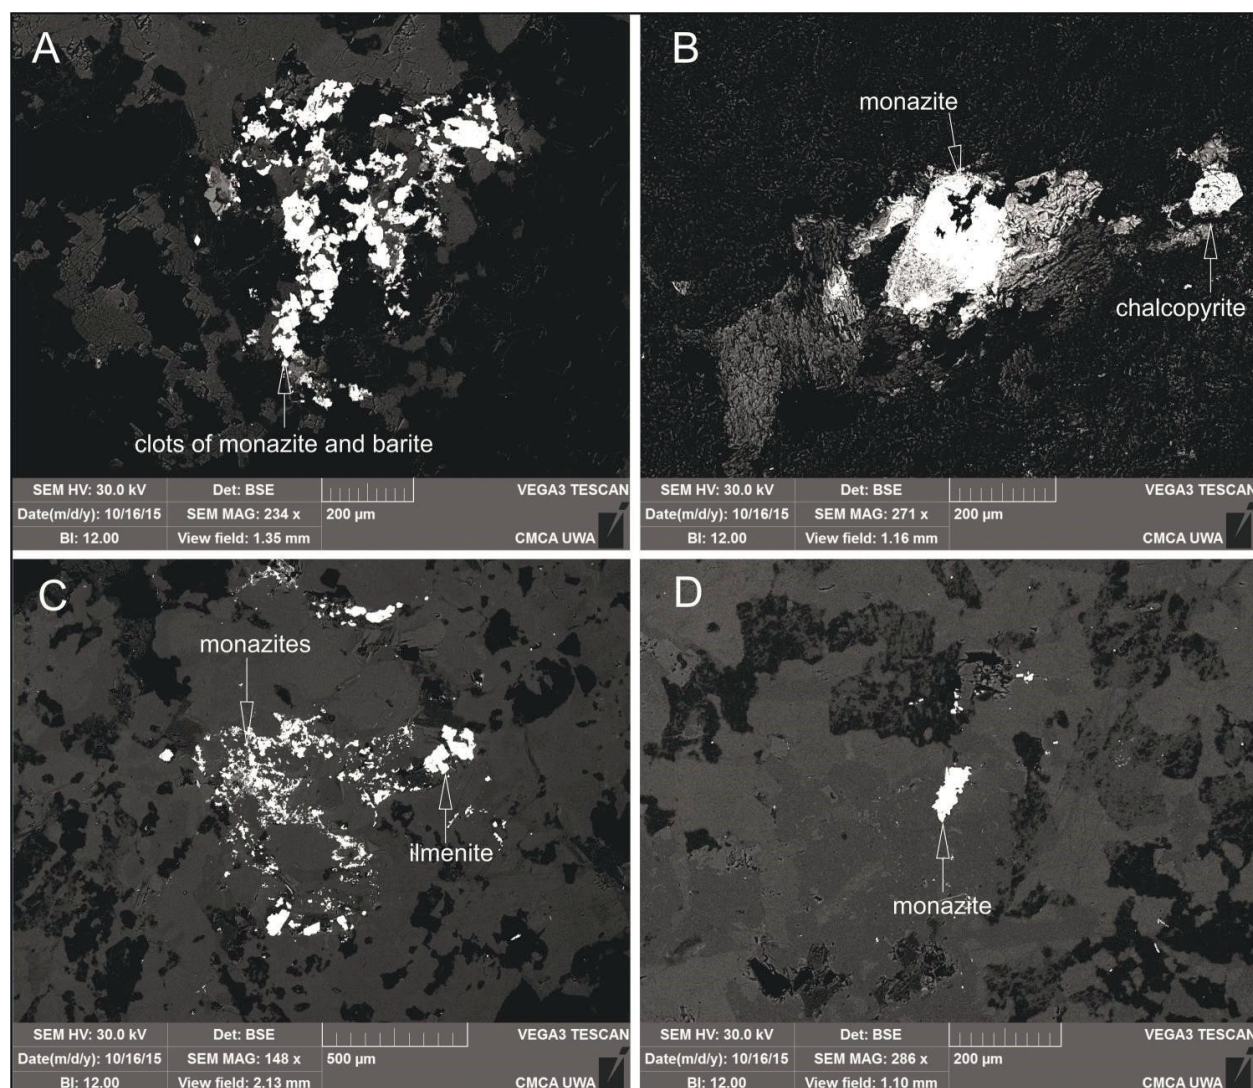 A
clots of monazite and barite
SEM HV: 30.0 kV Det: BSE VEGA3 TESCAN
Date(m/d/y): 10/16/15 SEM MAG: 234 x 200 µm
BI: 12.00 View field: 1.35 mm CMCA UWA
B
monazite
chalcopyrite
SEM HV: 30.0 kV Det: BSE VEGA3 TESCAN
Date(m/d/y): 10/16/15 SEM MAG: 271 x 200 µm
BI: 12.00 View field: 1.16 mm CMCA UWA
C
monazites
ilmenite
SEM HV: 30.0 kV Det: BSE VEGA3 TESCAN
Date(m/d/y): 10/16/15 SEM MAG: 148 x 500 µm
BI: 12.00 View field: 2.13 mm CMCA UWA
D
monazite
SEM HV: 30.0 kV Det: BSE VEGA3 TESCAN
Date(m/d/y): 10/16/15 SEM MAG: 286 x 200 µm
BI: 12.00 View field: 1.10 mm CMCA UWA